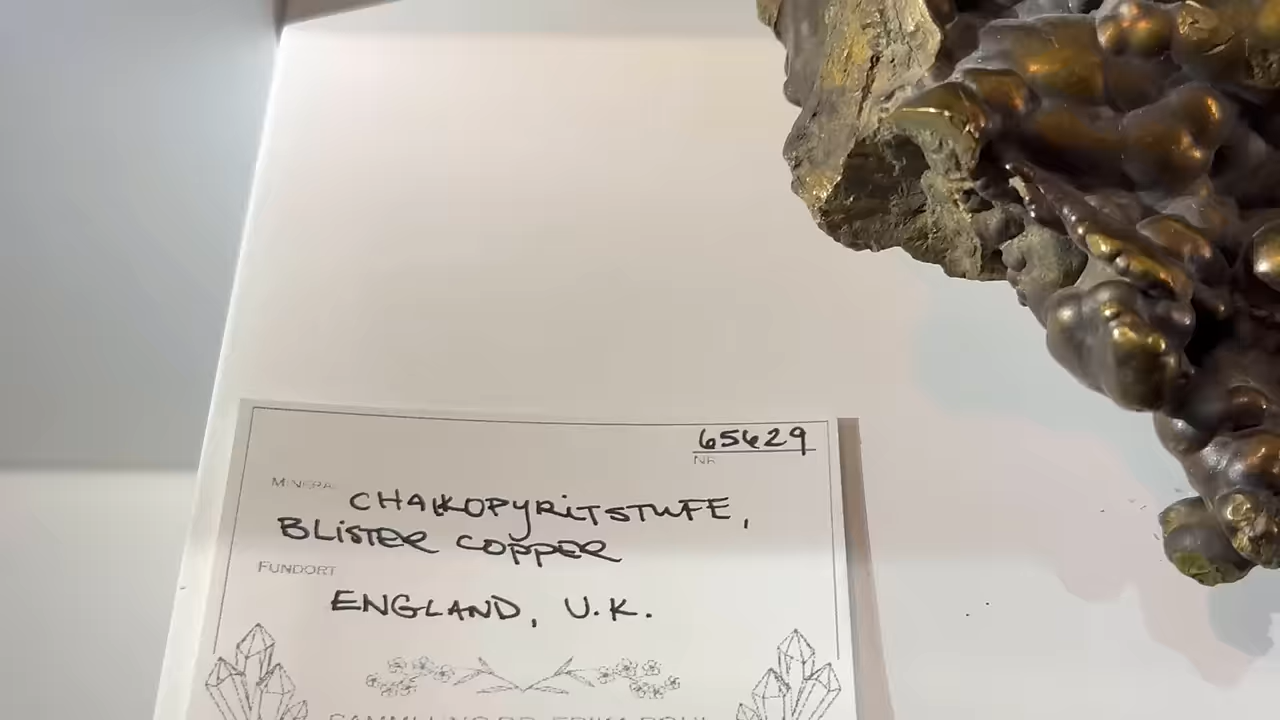 65629
NR
MINERAL
CHALKOPYRITSTUFE,
BLISTER COPPER
FUNDORT
ENGLAND, U.K.